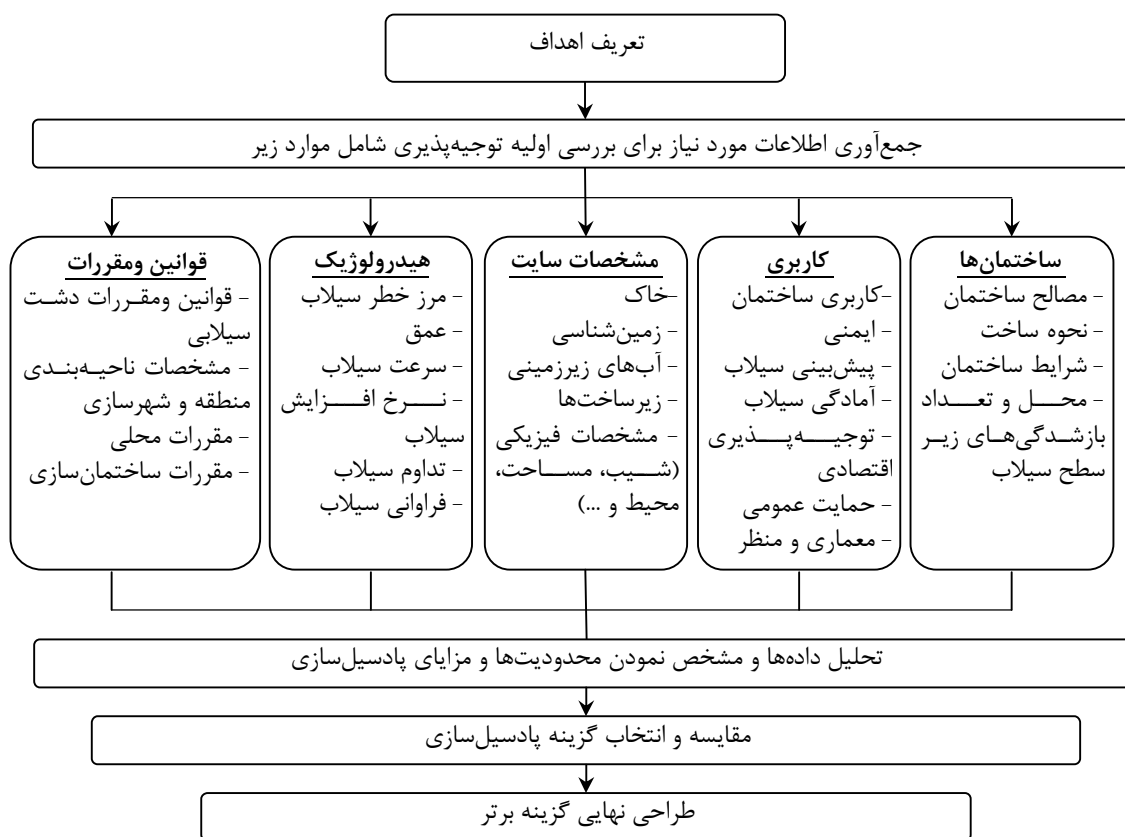 تعریف اهداف
جمع‌آوری اطلاعات مورد نیاز برای بررسی اولیه توجیه‌پذیری شامل موارد زیر
ساختمان‌ها
- مصالح ساختمان
- نحوه ساخت
- شرایط ساختمان
- محل و تعداد
بازشدگی‌های زیر
سطح سیلاب
کاربری
-کاربری ساختمان
- ایمنی
- پیش‌بینی سیلاب
- آمادگی سیلاب
- توجیه‌پذیری
اقتصادی
- حمایت عمومی
- معماری و منظر
مشخصات سایت
-خاک
- زمین‌شناسی
- آب‌های زیرزمینی
- زیرساخت‌ها
- مشخصات فیزیکی
(شیب، مساحت،
محیط و ...)
هیدرولوژیک
- مرز خطر سیلاب
- عمق
- سرعت سیلاب
- نرخ افزایش
سیلاب
- تداوم سیلاب
- فراوانی سیلاب
قوانین ومقررات
- قوانین ومقررات دشت
سیلابی
- مشخصات ناحیه‌بندی
منطقه و شهرسازی
- مقررات محلی
- مقررات ساختمان‌سازی
تحلیل داده‌ها و مشخص نمودن محدودیت‌ها و مزایای پادسیل‌سازی
مقایسه و انتخاب گزینه پادسیل‌سازی
طراحی نهایی گزینه برتر